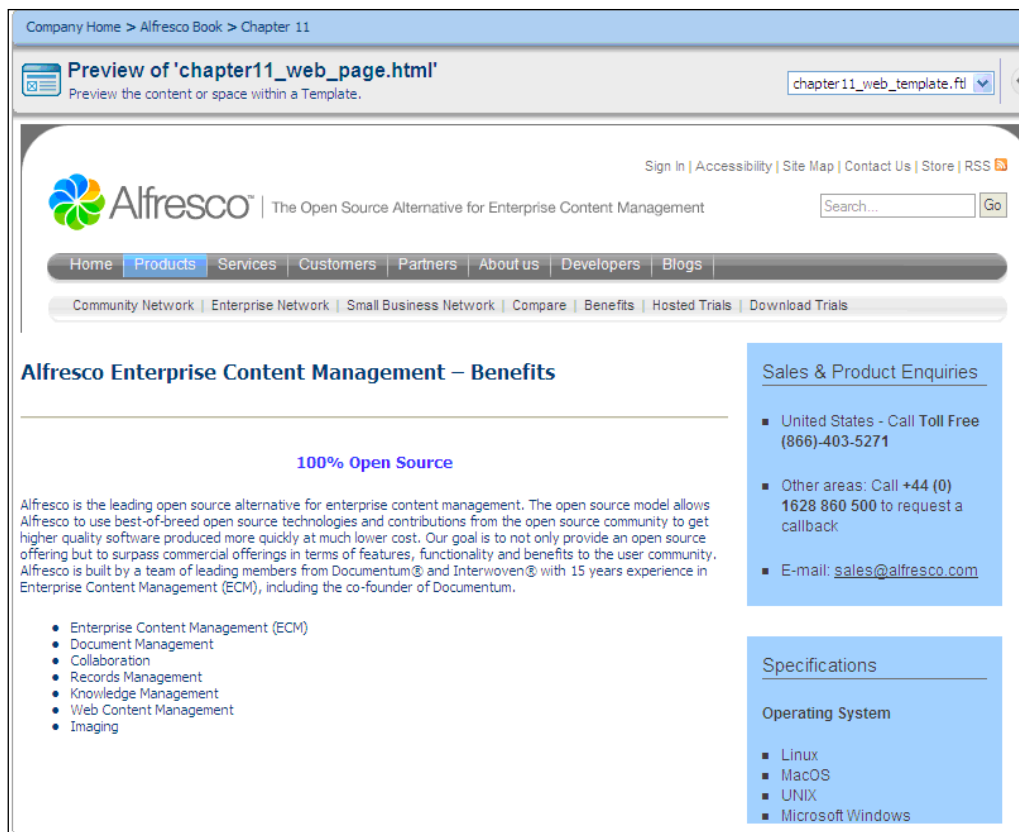 Company Home > Alfresco Book > Chapter 11
Preview of 'chapter11_web_page.html'
Preview the content or space within a Template.
chapter11_web_template.ftl
Sign In | Accessibility | Site Map | Contact Us | Store | RSS
Alfresco™ | The Open Source Alternative for Enterprise Content Management
Search...
Go
Home | Products | Services | Customers | Partners | About us | Developers | Blogs |
Community Network | Enterprise Network | Small Business Network | Compare | Benefits | Hosted Trials | Download Trials
Alfresco Enterprise Content Management – Benefits
100% Open Source
Alfresco is the leading open source alternative for enterprise content management. The open source model allows
Alfresco to use best-of-breed open source technologies and contributions from the open source community to get
higher quality software produced more quickly at much lower cost. Our goal is to not only provide an open source
offering but to surpass commercial offerings in terms of features, functionality and benefits to the user community.
Alfresco is built by a team of leading members from Documentum® and Interwoven® with 15 years experience in
Enterprise Content Management (ECM), including the co-founder of Documentum.
• Enterprise Content Management (ECM)
• Document Management
• Collaboration
• Records Management
• Knowledge Management
• Web Content Management
• Imaging
Sales & Product Enquiries
▪ United States - Call Toll Free
(866)-403-5271
▪ Other areas: Call +44 (0)
1628 860 500 to request a
callback
▪ E-mail: sales@alfresco.com
Specifications
Operating System
▪ Linux
▪ MacOS
▪ UNIX
▪ Microsoft Windows